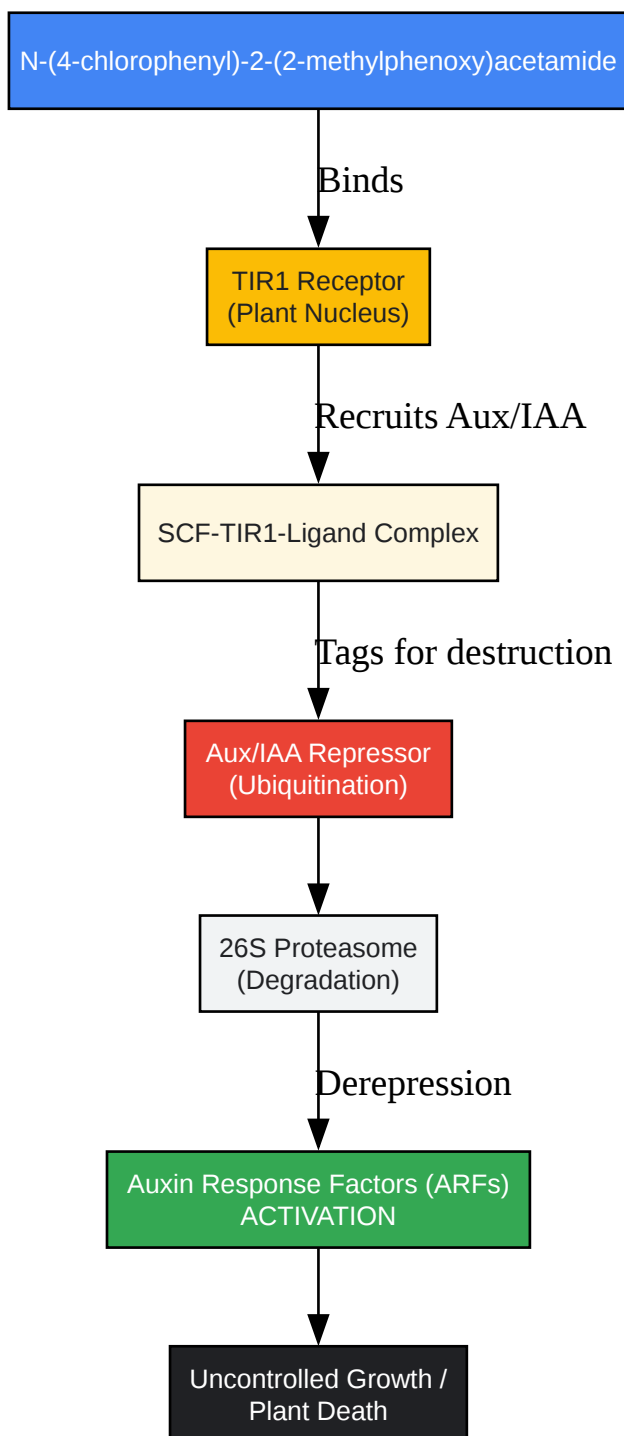 N-(4-chlorophenyl)-2-(2-methylphenoxy)acetamide
Binds
TIR1 Receptor
(Plant Nucleus)
Recruits Aux/IAA
SCF-TIR1-Ligand Complex
Tags for destruction
Aux/IAA Repressor
(Ubiquitination)
26S Proteasome
(Degradation)
Derepression
Auxin Response Factors (ARFs)
ACTIVATION
Uncontrolled Growth /
Plant Death